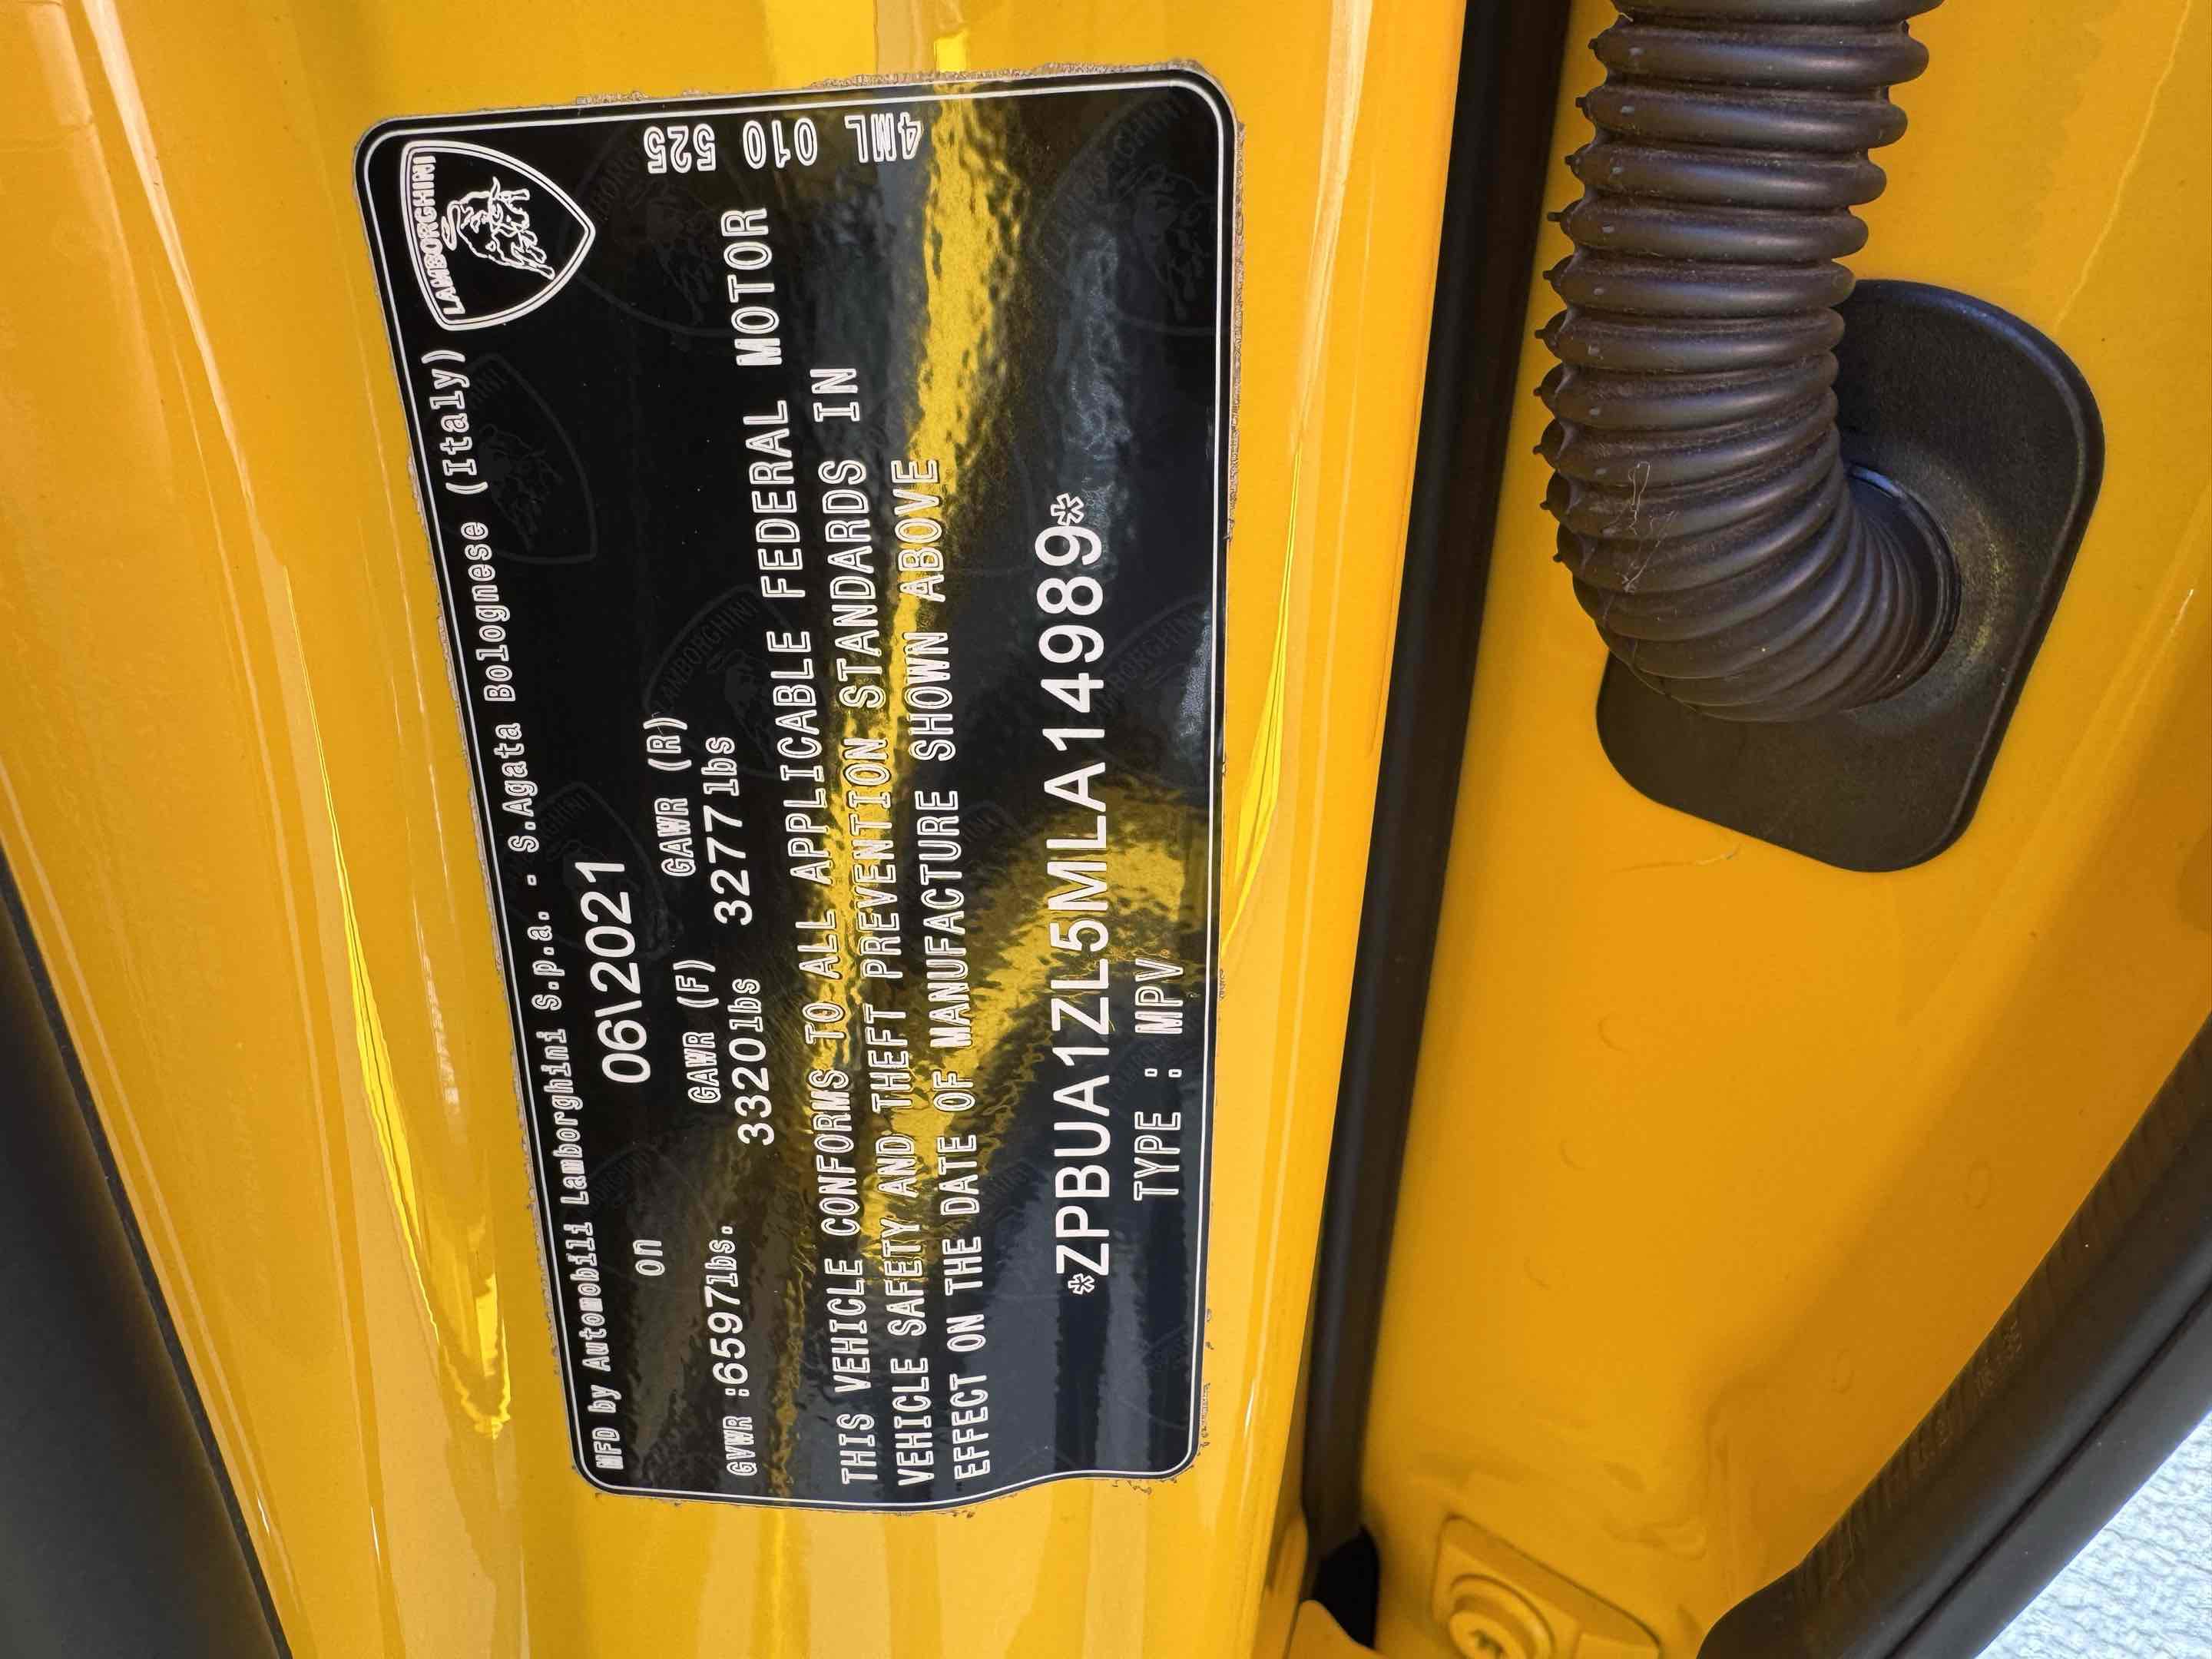 LAMBORGHINI
MFD by Automobili Lamborghini S.p.a. - S.Agata Bolognese (Italy)
on 06\2021
GAWR (F) GAWR (R)
GVWR :6597lbs. 3320lbs 3277lbs
THIS VEHICLE CONFORMS TO ALL APPLICABLE FEDERAL MOTOR
VEHICLE SAFETY AND THEFT PREVENTION STANDARDS IN
EFFECT ON THE DATE OF MANUFACTURE SHOWN ABOVE
*ZPBUA1ZL5MLA14989*
TYPE : MPV
4ML 010 525